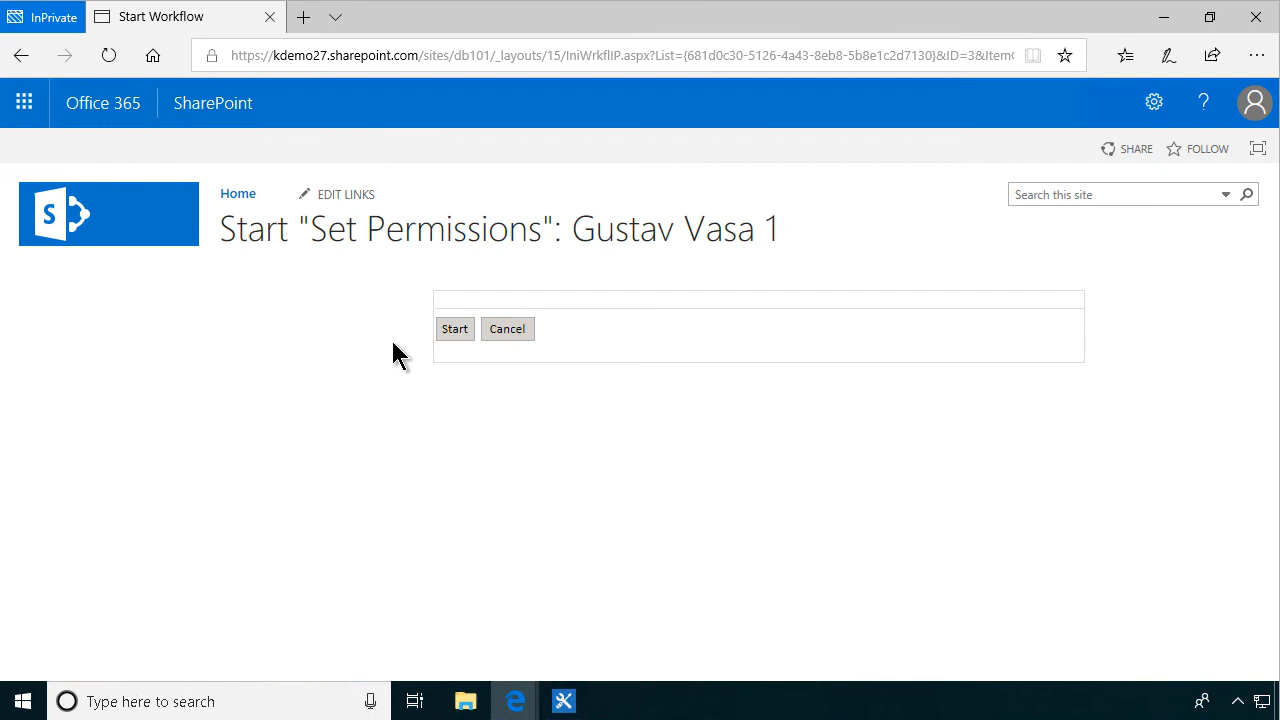 InPrivate
Start Workflow
https://kdemo27.sharepoint.com/sites/db101/_layouts/15/IniWrkflIP.aspx?List={681d0c30-5126-4a43-8eb8-5b8e1c2d7130}&ID=3&Item
Office 365
SharePoint
?
SHARE
FOLLOW
S
Home
EDIT LINKS
Search this site
Start "Set Permissions": Gustav Vasa 1
Start
Cancel
Type here to search